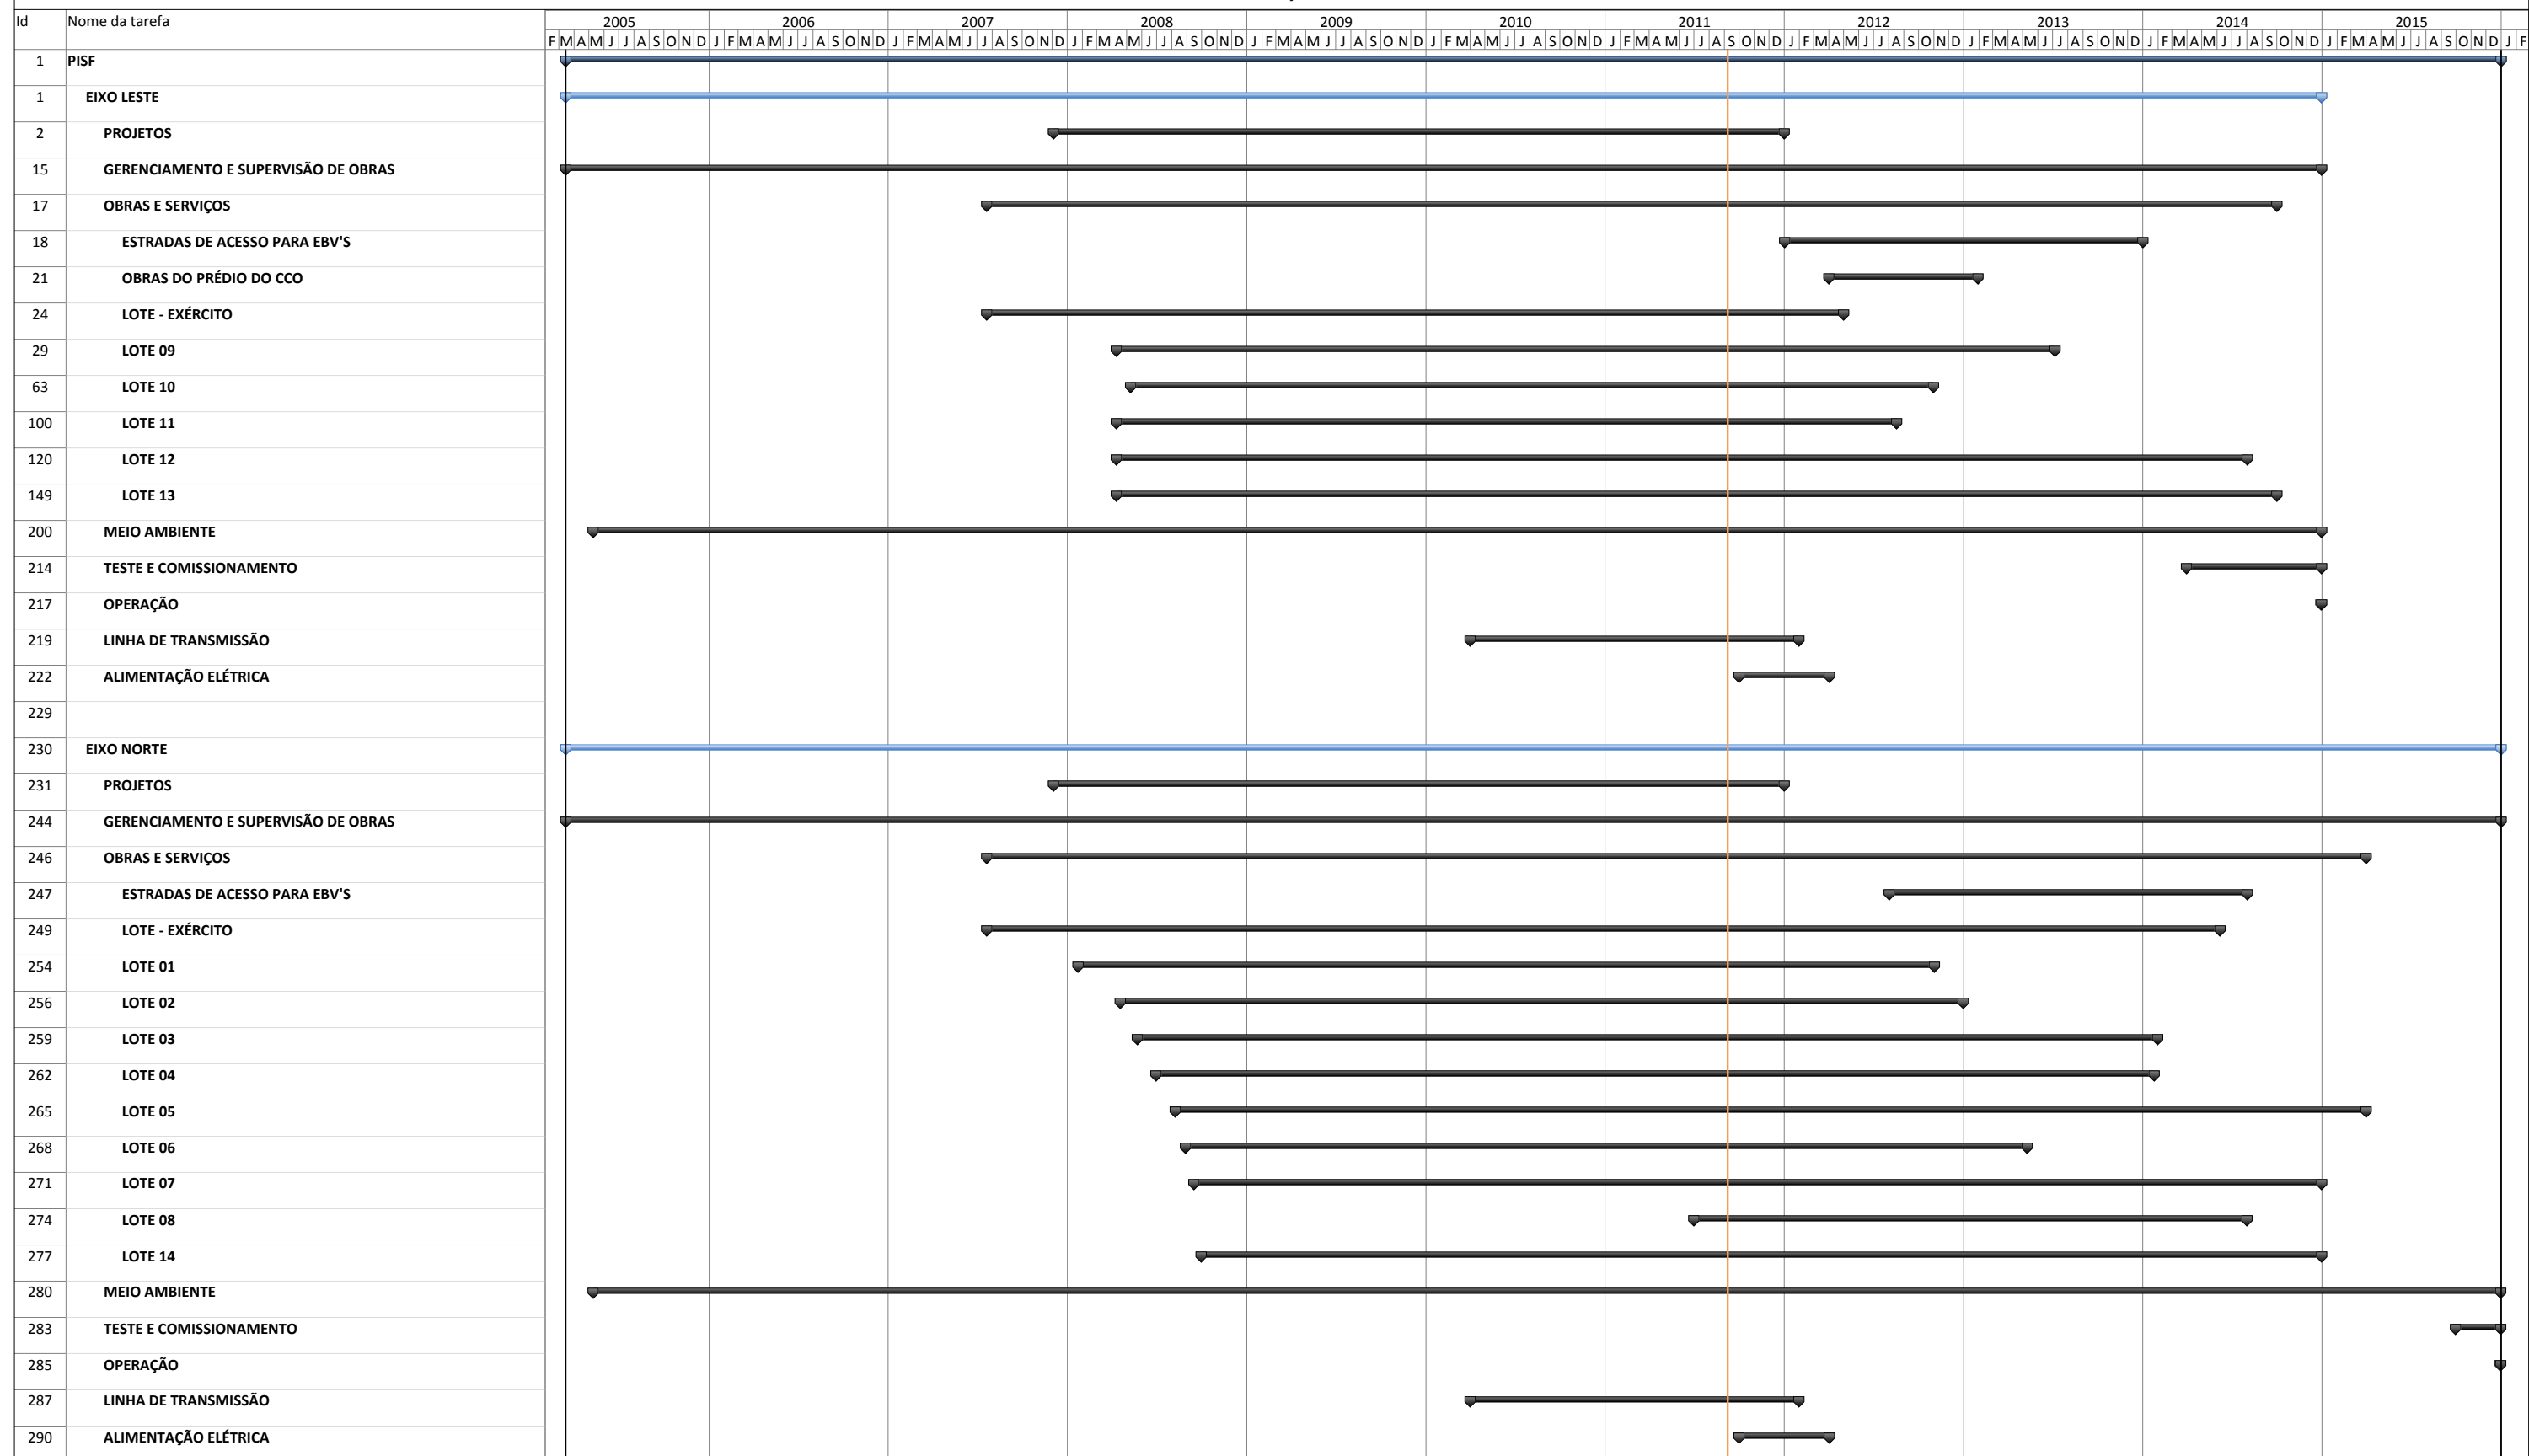 Id Nome da tarefa 2005 2006 2007 2008 2009 2010 2011 2012 2013 2014 2015
F M A M J J A S O N D J F M A M J J A S O N D J F M A M J J A S O N D J F M A M J J A S O N D J F M A M J J A S O N D J F M A M J J A S O N D J F M A M J J A S O N D J F M A M J J A S O N D J F M A M J J A S O N D J F M A M J J A S O N D J F M A M J J A S O N D J F
1 PISF
1 EIXO LESTE
2 PROJETOS
15 GERENCIAMENTO E SUPERVISÃO DE OBRAS
17 OBRAS E SERVIÇOS
18 ESTRADAS DE ACESSO PARA EBV'S
21 OBRAS DO PRÉDIO DO CCO
24 LOTE - EXÉRCITO
29 LOTE 09
63 LOTE 10
100 LOTE 11
120 LOTE 12
149 LOTE 13
200 MEIO AMBIENTE
214 TESTE E COMISSIONAMENTO
217 OPERAÇÃO
219 LINHA DE TRANSMISSÃO
222 ALIMENTAÇÃO ELÉTRICA
229
230 EIXO NORTE
231 PROJETOS
244 GERENCIAMENTO E SUPERVISÃO DE OBRAS
246 OBRAS E SERVIÇOS
247 ESTRADAS DE ACESSO PARA EBV'S
249 LOTE - EXÉRCITO
254 LOTE 01
256 LOTE 02
259 LOTE 03
262 LOTE 04
265 LOTE 05
268 LOTE 06
271 LOTE 07
274 LOTE 08
277 LOTE 14
280 MEIO AMBIENTE
283 TESTE E COMISSIONAMENTO
285 OPERAÇÃO
287 LINHA DE TRANSMISSÃO
290 ALIMENTAÇÃO ELÉTRICA